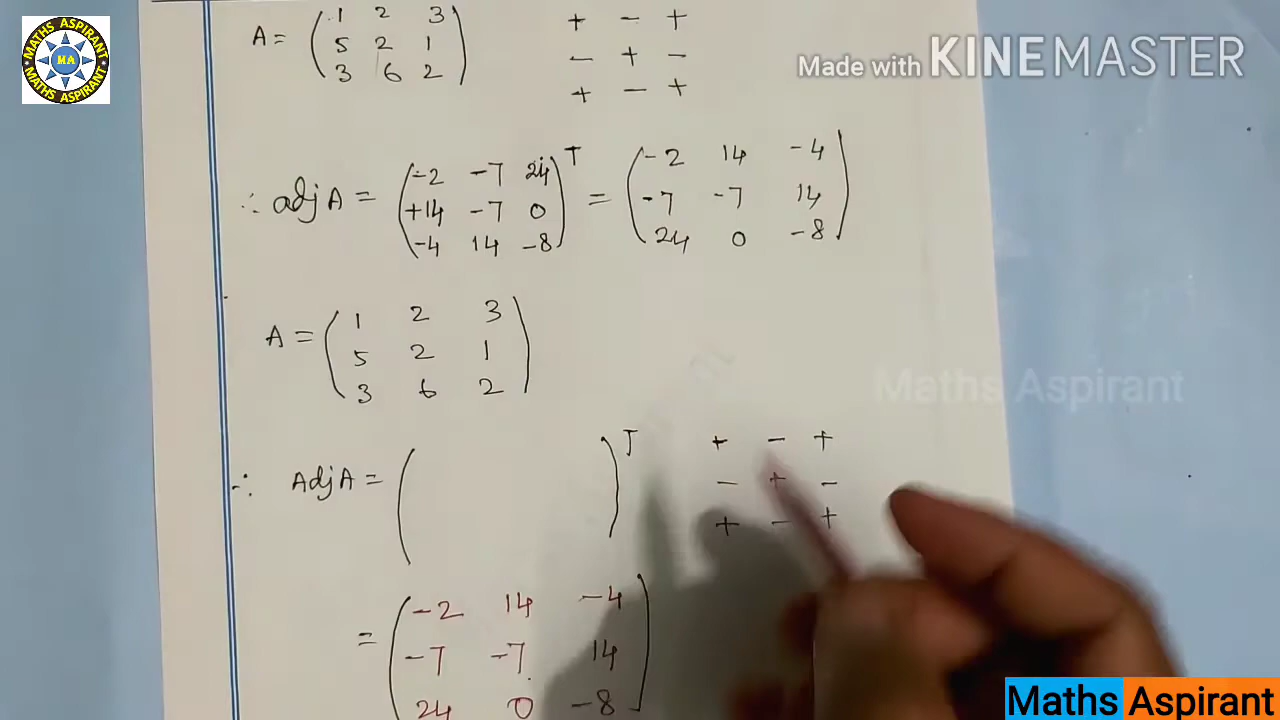 MATHS ASPIRANT
MA
MATHS ASPIRANT
Made with KINEMASTER
A = ( 1 2 3
5 2 1
3 6 2 )
+ - +
- + -
+ - +
∴ adj A = ( -2 -7 24
+14 -7 0
-4 14 -8 )ᵀ = ( -2 14 -4
-7 -7 14
24 0 -8 )
A = ( 1 2 3
5 2 1
3 6 2 )
Maths Aspirant
∴ AdjA = ( )ᵀ
+ - +
- + -
+ - +
= ( -2 14 -4
-7 -7 14
24 0 -8 )
Maths Aspirant